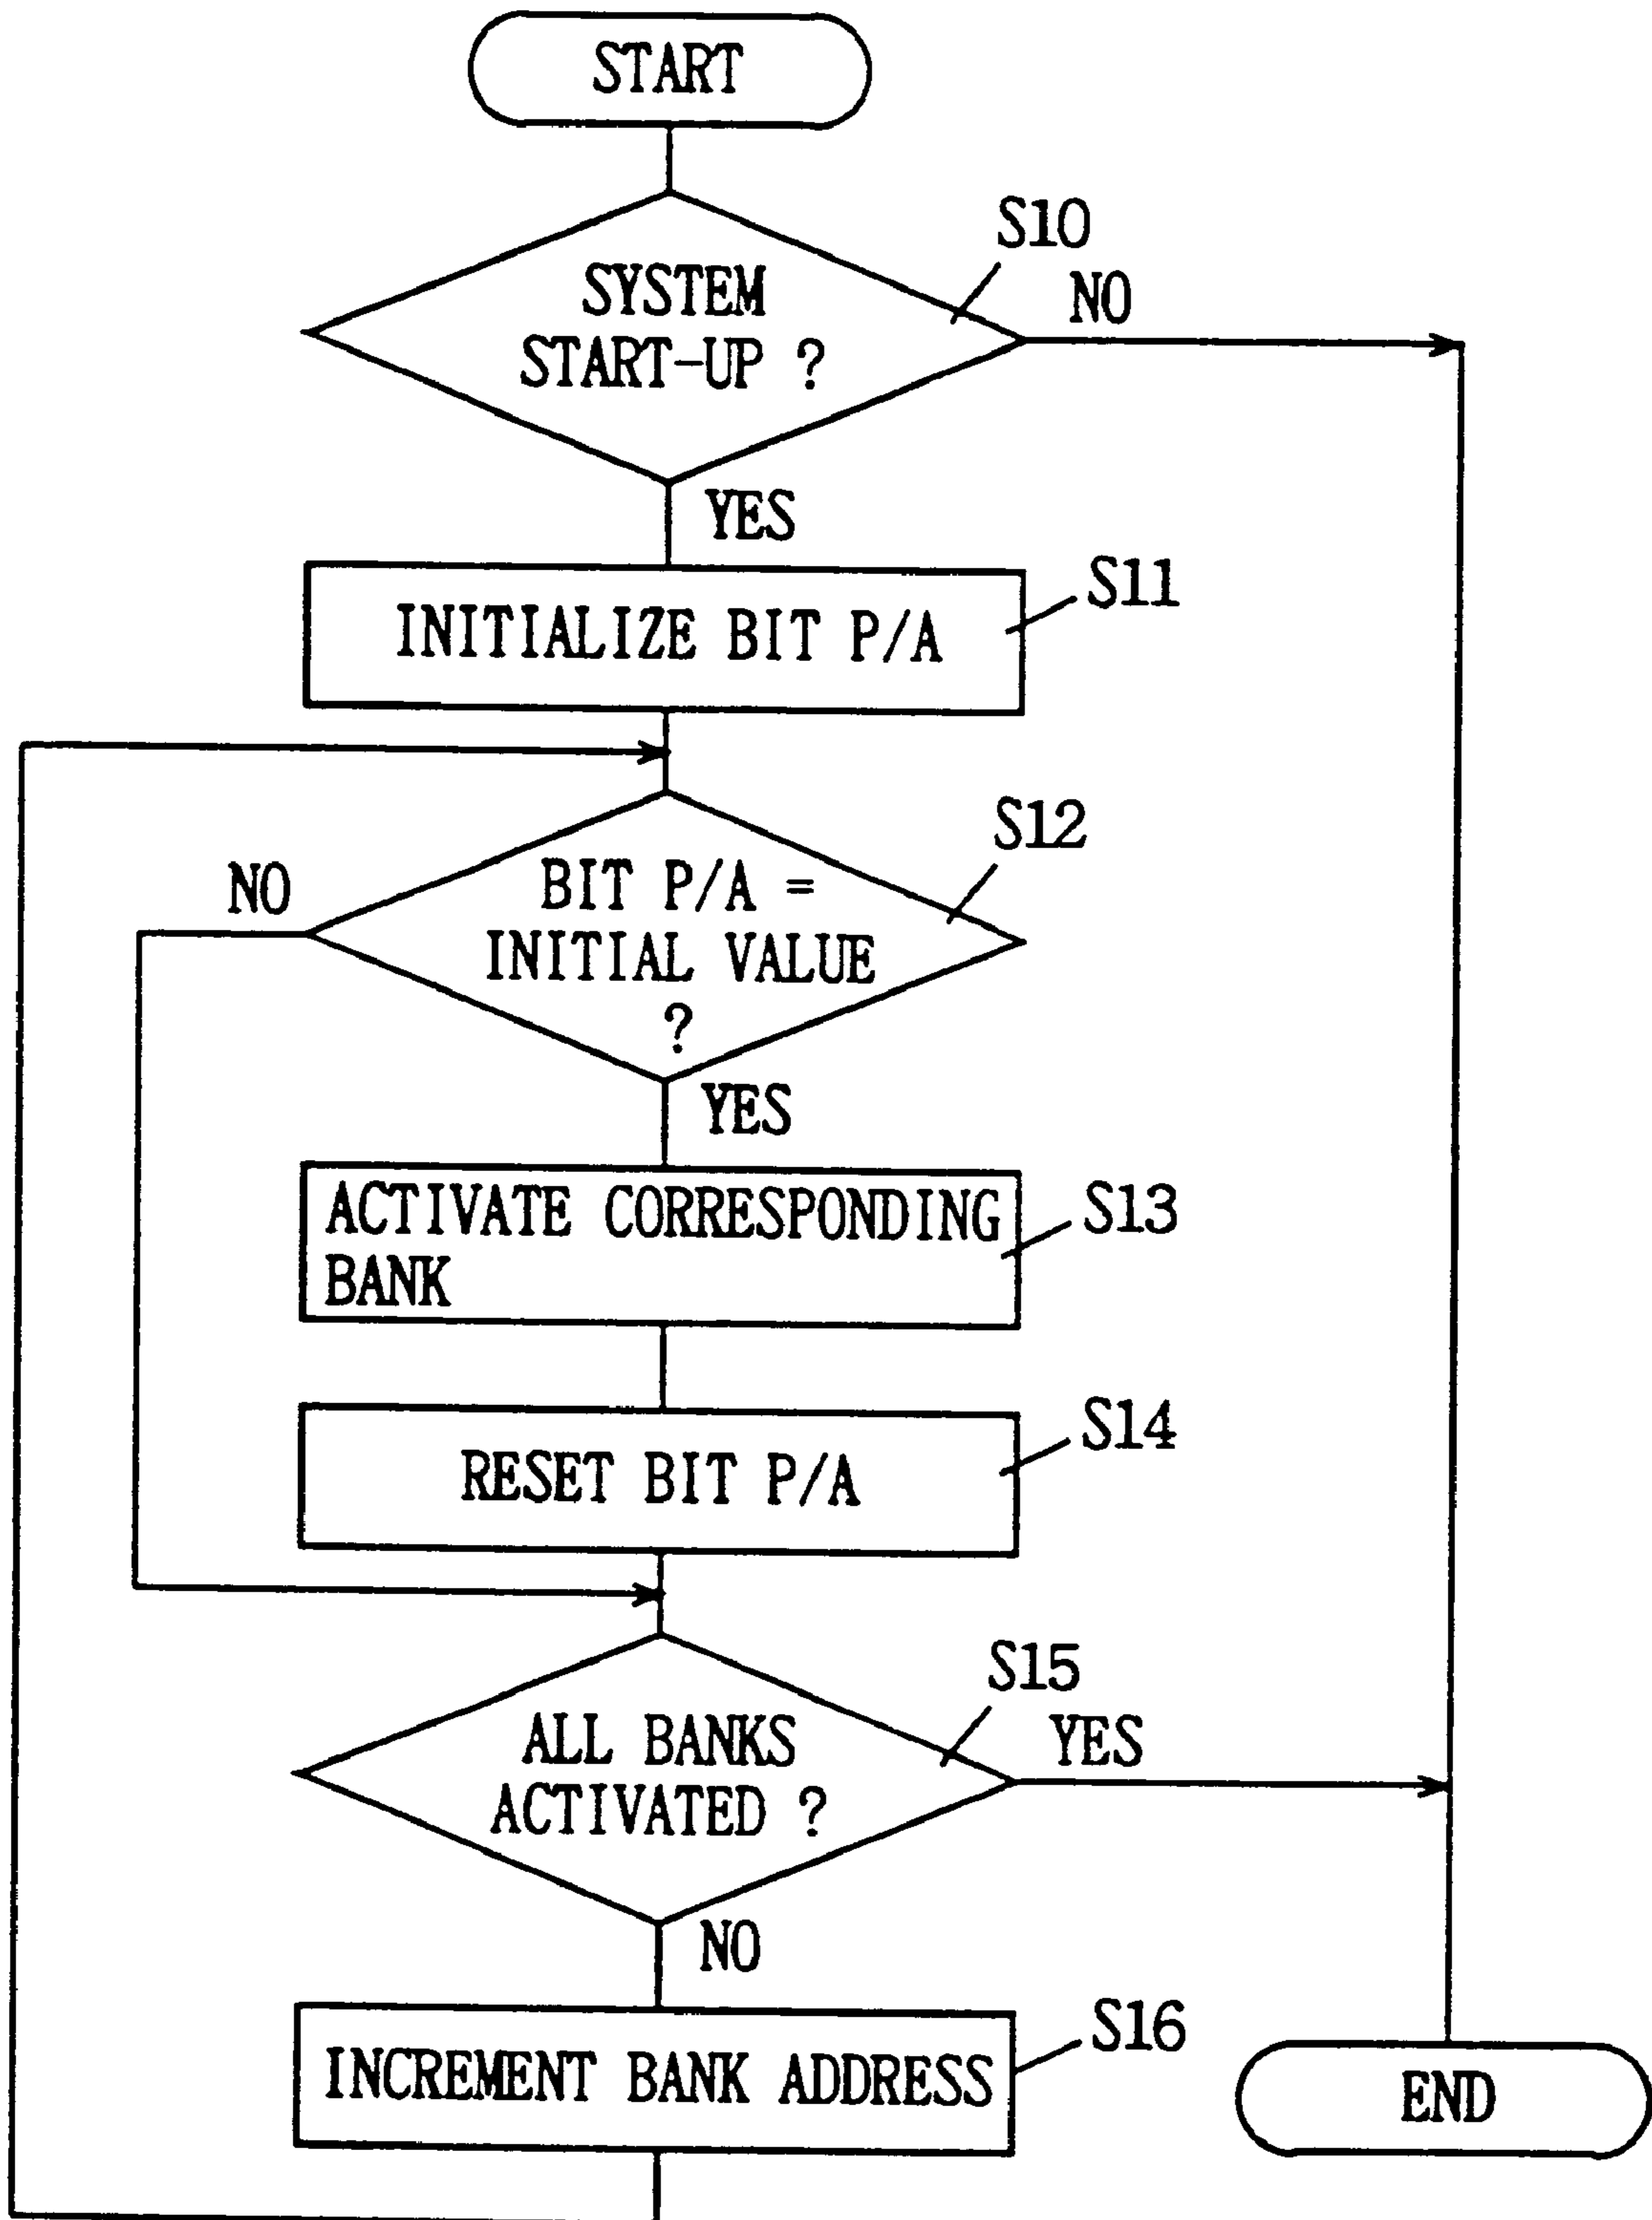 START
S10
SYSTEM
START-UP ?
NO
YES
INITIALIZE BIT P/A
S11
S12
NO
BIT P/A =
INITIAL VALUE
?
YES
ACTIVATE CORRESPONDING
BANK
S13
RESET BIT P/A
S14
S15
ALL BANKS
ACTIVATED ?
YES
NO
INCREMENT BANK ADDRESS
S16
END